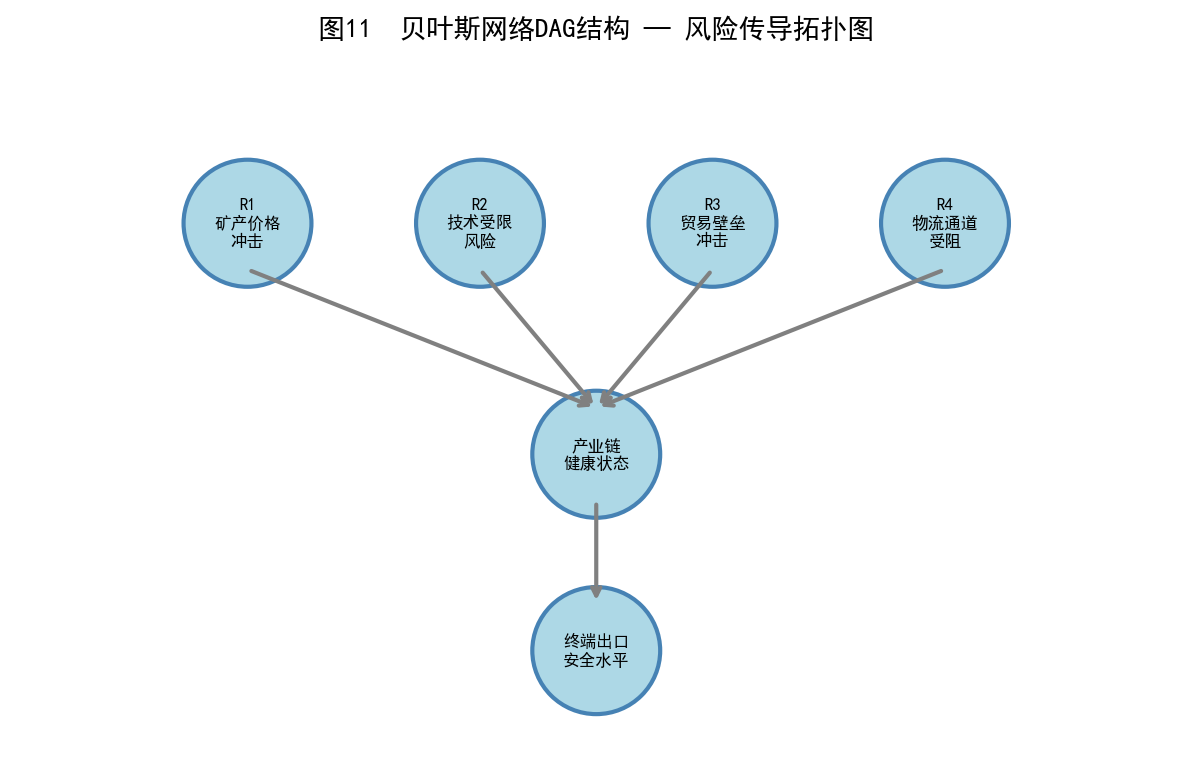 图11  贝叶斯网络DAG结构 — 风险传导拓扑图
R1
矿产价格
冲击
R2
技术受限
风险
R3
贸易壁垒
冲击
R4
物流通道
受阻
产业链
健康状态
终端出口
安全水平